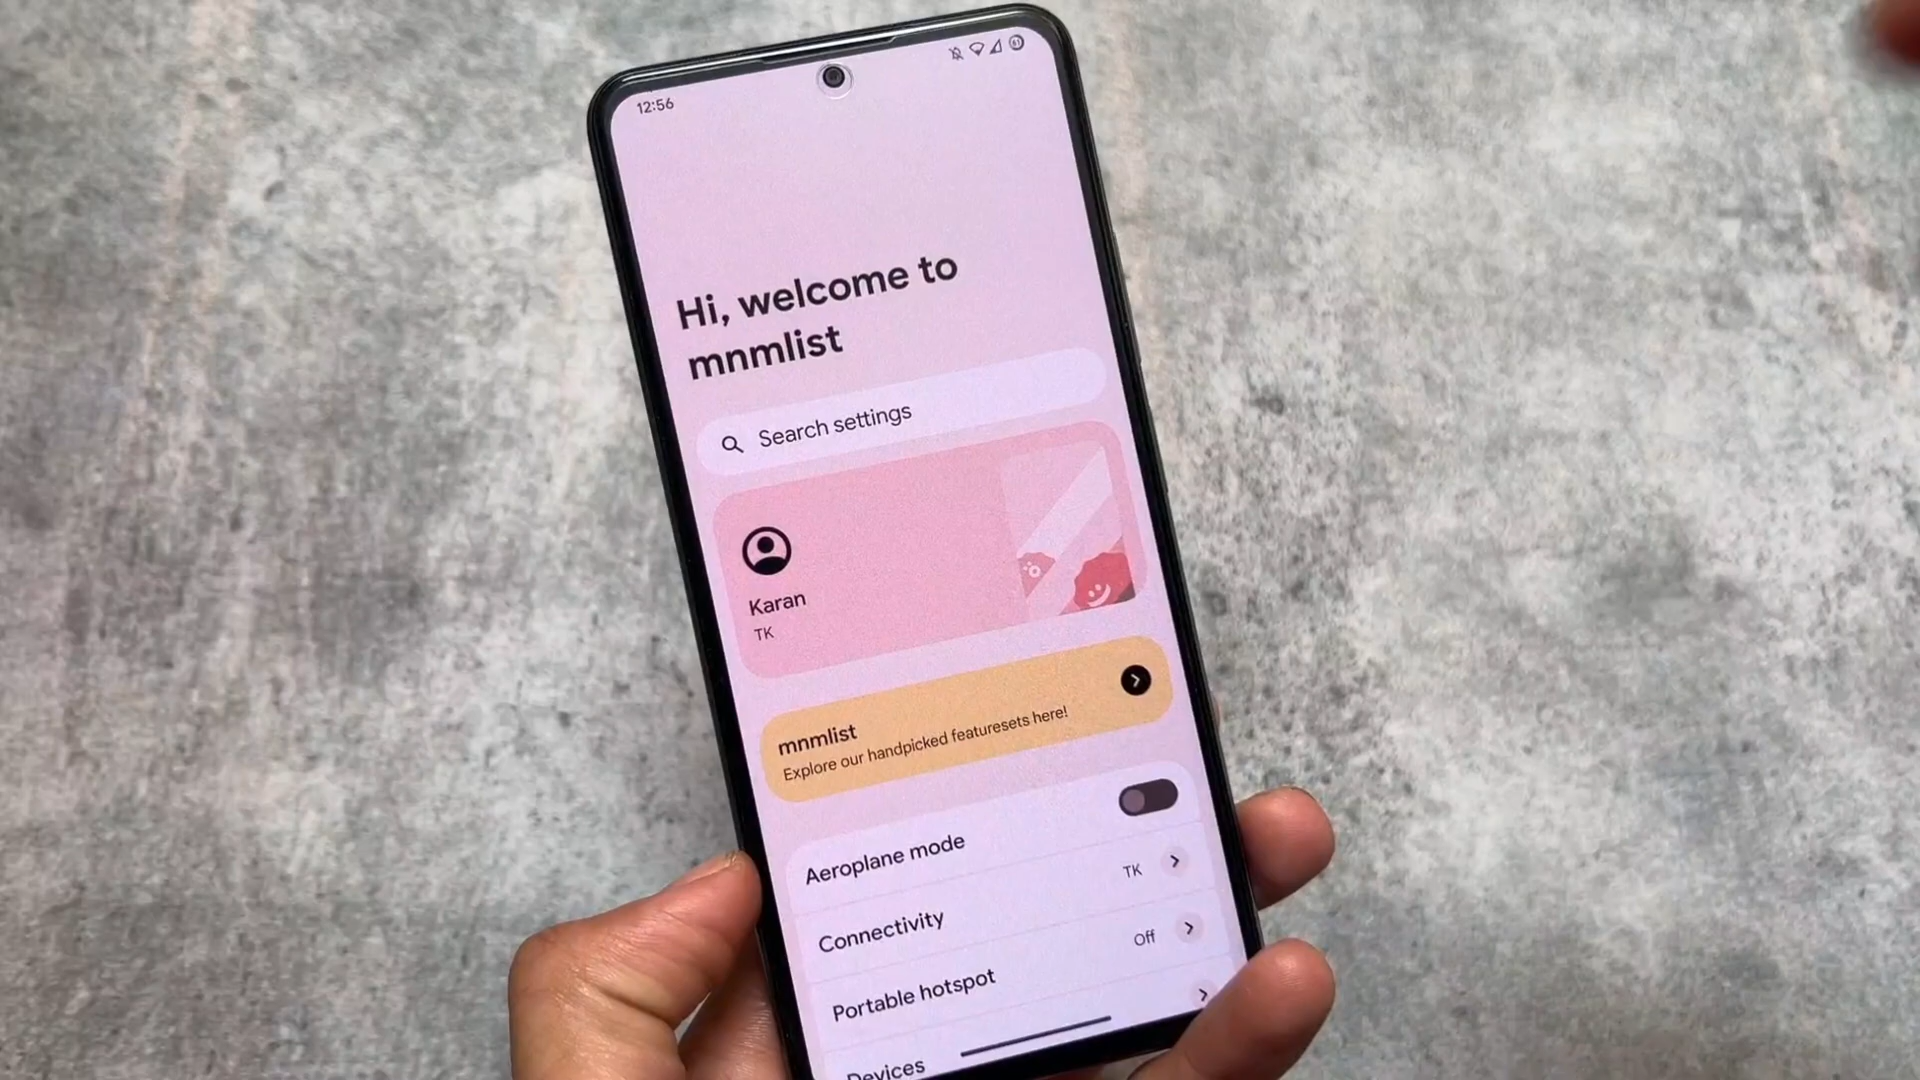 12:56
61
Hi, welcome to
mnmlist
Search settings
Karan
TK
mnmlist
Explore our handpicked featuresets here!
Aeroplane mode
Connectivity
TK
Portable hotspot
Off
Devices